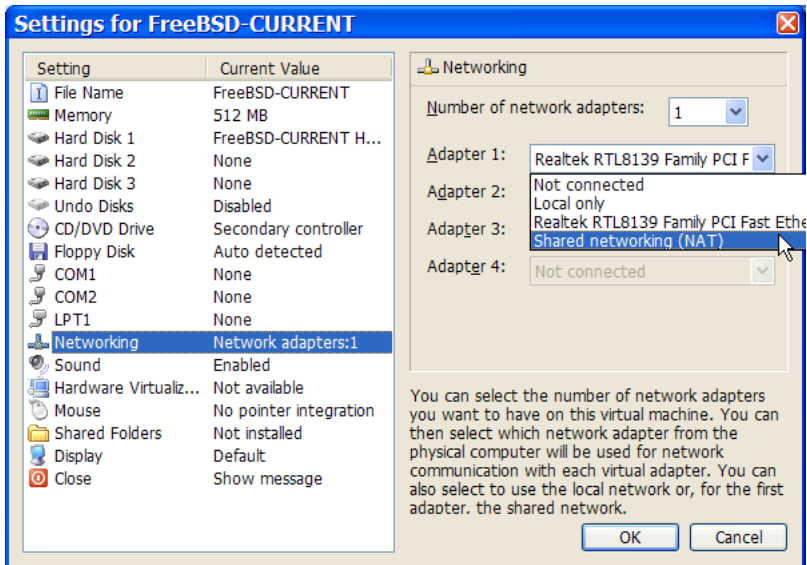 Settings for FreeBSD-CURRENT
Setting Current Value
File Name FreeBSD-CURRENT
Memory 512 MB
Hard Disk 1 FreeBSD-CURRENT H...
Hard Disk 2 None
Hard Disk 3 None
Undo Disks Disabled
CD/DVD Drive Secondary controller
Floppy Disk Auto detected
COM1 None
COM2 None
LPT1 None
Networking Network adapters:1
Sound Enabled
Hardware Virtualiz... Not available
Mouse No pointer integration
Shared Folders Not installed
Display Default
Close Show message
Networking
Number of network adapters: 1
Adapter 1: Realtek RTL8139 Family PCI F
Not connected
Adapter 2:
Local only
Realtek RTL8139 Family PCI Fast Ethe
Adapter 3:
Shared networking (NAT)
Adapter 4: Not connected
You can select the number of network adapters
you want to have on this virtual machine. You can
then select which network adapter from the
physical computer will be used for network
communication with each virtual adapter. You can
also select to use the local network or, for the first
adapter, the shared network.
OK Cancel